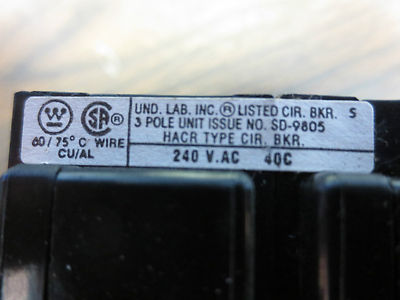 UND. LAB. INC.® LISTED CIR. BKR. S
3 POLE UNIT ISSUE NO. SD-9805
HACR TYPE CIR. BKR.
240 V.AC 40C
W SA ®
60/75° C WIRE
CU/AL